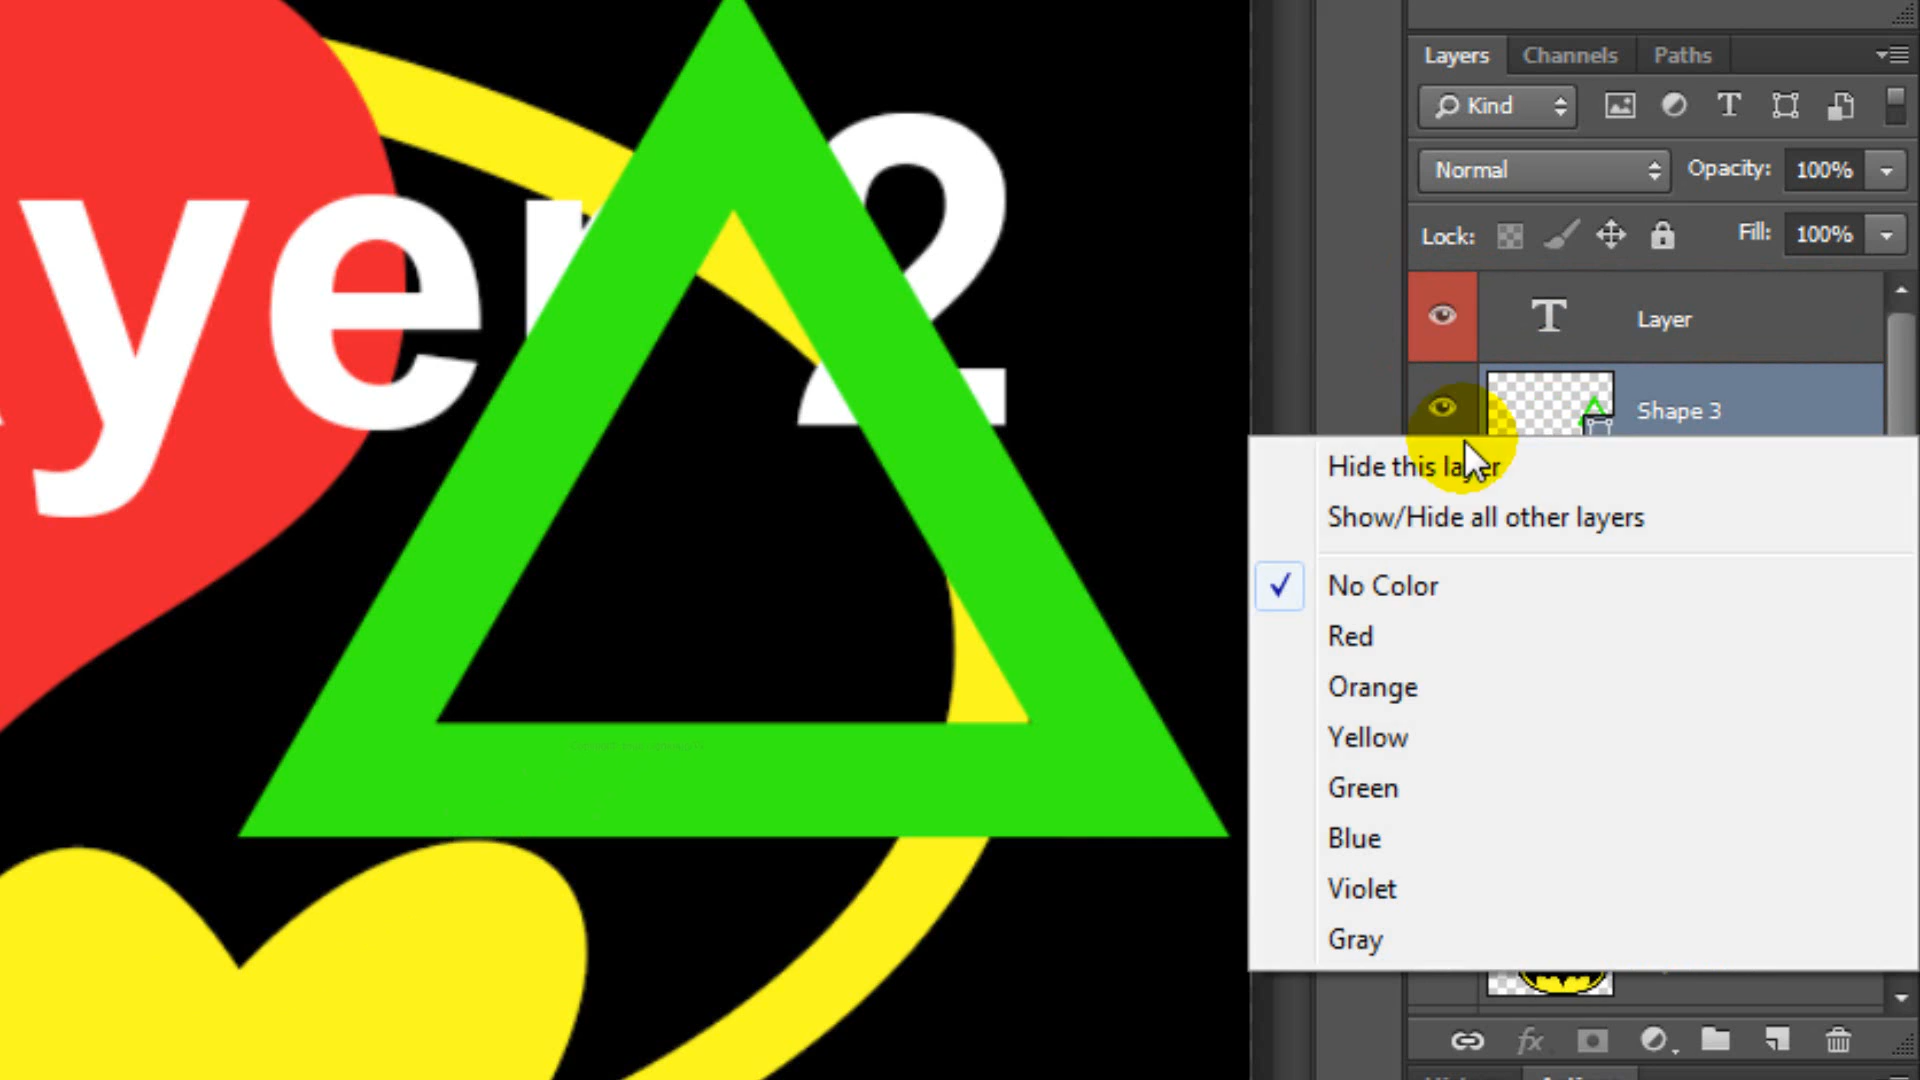 yer 2
Layers Channels Paths
Kind
Normal Opacity: 100%
Lock: Fill: 100%
T Layer
Shape 3
Hide this layer
Show/Hide all other layers
No Color
Red
Orange
Yellow
Green
Blue
Violet
Gray
fx